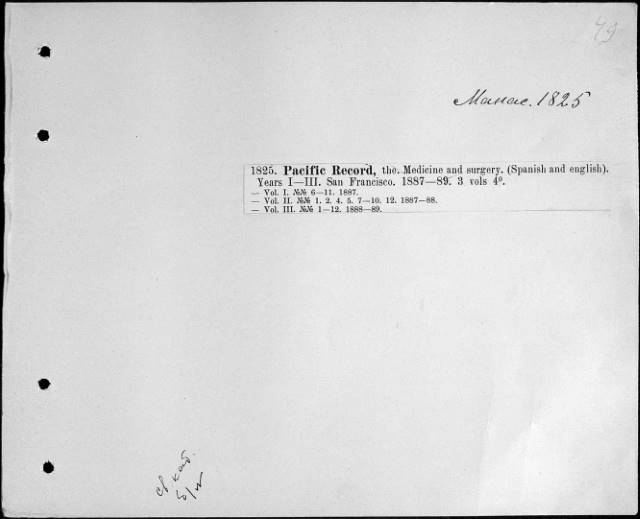 49
Манас. 1825
1825. Pacific Record, the. Medicine and surgery. (Spanish and english).
Years I—III. San Francisco. 1887—89. 3 vols 4º.
— Vol. I. №№ 6—11. 1887.
— Vol. II. №№ 1. 2. 4. 5. 7—10. 12. 1887—88.
— Vol. III. №№ 1—12. 1888—89.